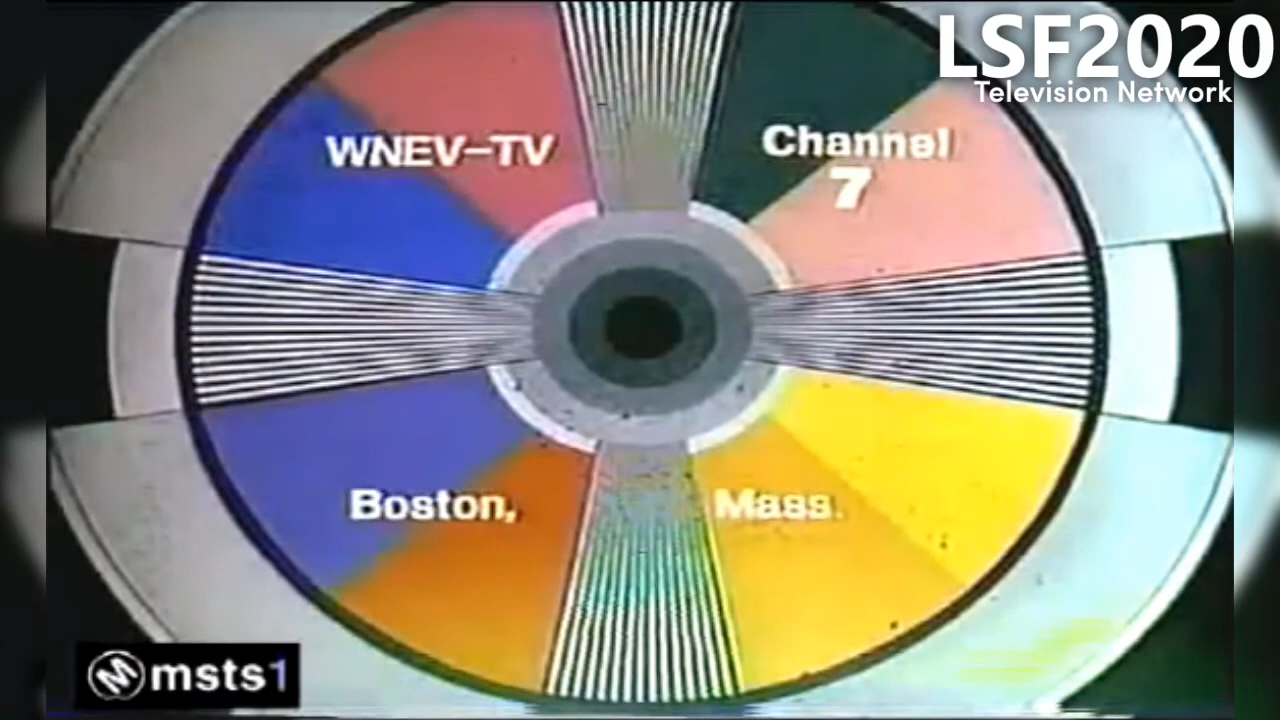 LSF2020
Television Network
WNEV-TV
Channel
7
Boston,
Mass.
msts1